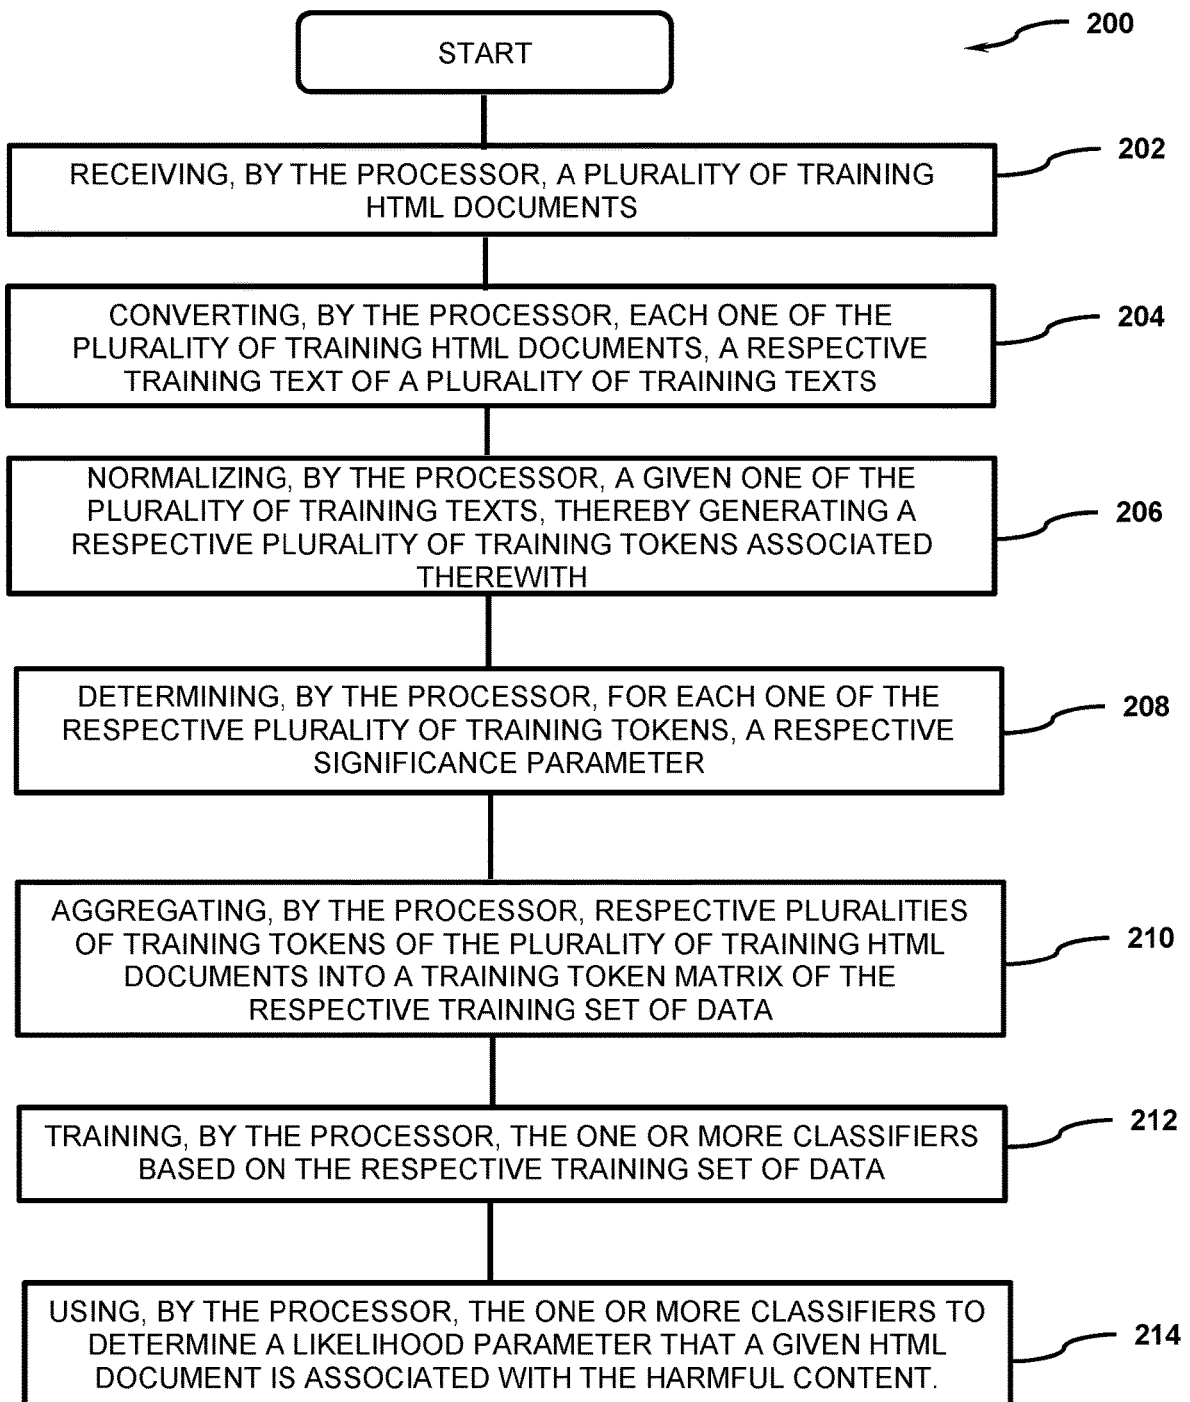 START
200
RECEIVING, BY THE PROCESSOR, A PLURALITY OF TRAINING
HTML DOCUMENTS
202
CONVERTING, BY THE PROCESSOR, EACH ONE OF THE
PLURALITY OF TRAINING HTML DOCUMENTS, A RESPECTIVE
TRAINING TEXT OF A PLURALITY OF TRAINING TEXTS
204
NORMALIZING, BY THE PROCESSOR, A GIVEN ONE OF THE
PLURALITY OF TRAINING TEXTS, THEREBY GENERATING A
RESPECTIVE PLURALITY OF TRAINING TOKENS ASSOCIATED
THEREWITH
206
DETERMINING, BY THE PROCESSOR, FOR EACH ONE OF THE
RESPECTIVE PLURALITY OF TRAINING TOKENS, A RESPECTIVE
SIGNIFICANCE PARAMETER
208
AGGREGATING, BY THE PROCESSOR, RESPECTIVE PLURALITIES
OF TRAINING TOKENS OF THE PLURALITY OF TRAINING HTML
DOCUMENTS INTO A TRAINING TOKEN MATRIX OF THE
RESPECTIVE TRAINING SET OF DATA
210
TRAINING, BY THE PROCESSOR, THE ONE OR MORE CLASSIFIERS
BASED ON THE RESPECTIVE TRAINING SET OF DATA
212
USING, BY THE PROCESSOR, THE ONE OR MORE CLASSIFIERS TO
DETERMINE A LIKELIHOOD PARAMETER THAT A GIVEN HTML
DOCUMENT IS ASSOCIATED WITH THE HARMFUL CONTENT.
214